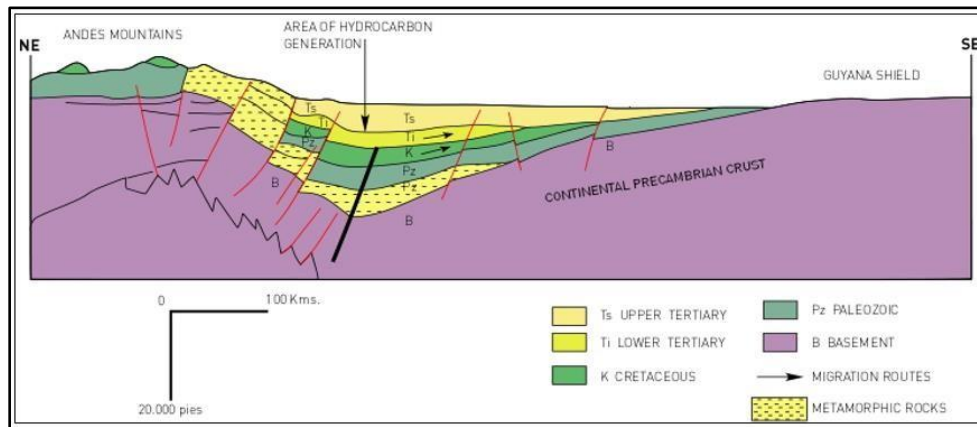 ANDES MOUNTAINS
AREA OF HYDROCARBON
GENERATION
NE
SE
GUYANA SHIELD
Ts
Ts
Ti
Ti
K
K
Pz
Pz
Pz
B
B
B
CONTINENTAL PRECAMBRIAN CRUST
0
100 Kms.
20.000 pies
Ts UPPER TERTIARY
Ti LOWER TERTIARY
K CRETACEOUS
Pz PALEOZOIC
B BASEMENT
MIGRATION ROUTES
METAMORPHIC ROCKS